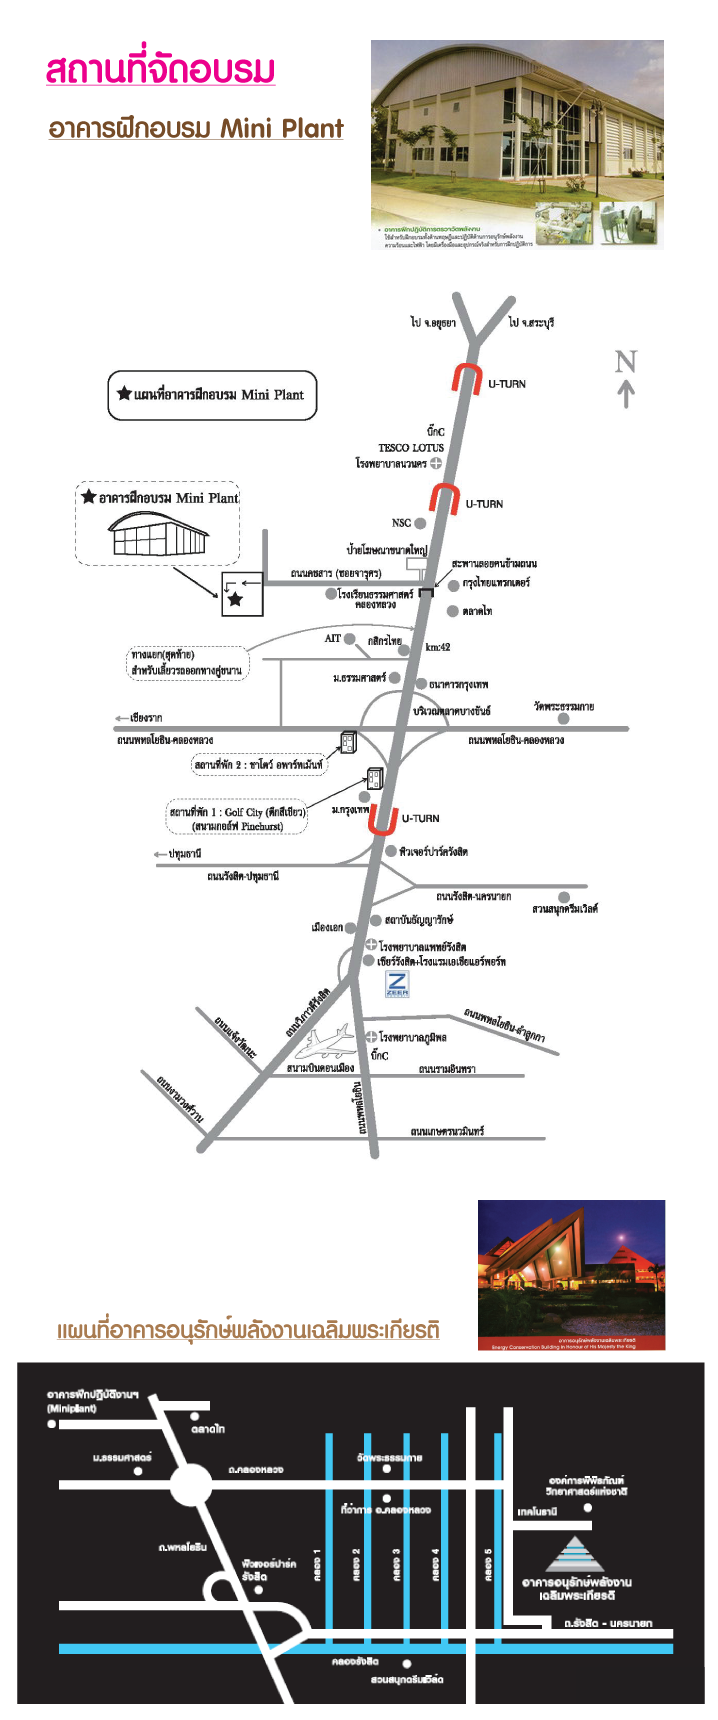 สถานที่จัดอบรม
อาคารฝึกอบรม Mini Plant
• อาคารฝึกปฏิบัติการตรวจวัดพลังงาน
ใช้สำหรับฝึกอบรมทั้งด้านทฤษฎีและปฏิบัติด้านการอนุรักษ์พลังงาน
ความร้อนและไฟฟ้า โดยมีเครื่องมือและอุปกรณ์จริงสำหรับการฝึกปฏิบัติการ
ไป จ.อยุธยา
ไป จ.สระบุรี
N
U-TURN
★ แผนที่อาคารฝึกอบรม Mini Plant
บิ๊กC
TESCO LOTUS
โรงพยาบาลนวนคร
★ อาคารฝึกอบรม Mini Plant
U-TURN
NSC
ป้ายโฆษณาขนาดใหญ่
สะพานลอยคนข้ามถนน
ถนนคชสาร (ซอยจารุศร)
กรุงไทยแทรกเตอร์
โรงเรียนธรรมศาสตร์
คลองหลวง
ตลาดไท
AIT
กสิกรไทย
km:42
ทางแยก(สุดท้าย)
สำหรับเลี้ยวรถออกทางคู่ขนาน
ม.ธรรมศาสตร์
ธนาคารกรุงเทพ
บริเวณตลาดบางขันธ์
วัดพระธรรมกาย
เชียงราก
ถนนพหลโยธิน-คลองหลวง
ถนนพหลโยธิน-คลองหลวง
สถานที่พัก 2 : ชาโตว์ อพาร์ทเม้นท์
สถานที่พัก 1 : Golf City (ตึกสีเขียว)
(สนามกอล์ฟ Pinehurst)
ม.กรุงเทพ
U-TURN
ปทุมธานี
ฟิวเจอร์ปาร์ครังสิต
ถนนรังสิต-ปทุมธานี
ถนนรังสิต-นครนายก
สวนสนุกดรีมเวิลด์
เมืองเอก
สถาบันธัญญารักษ์
โรงพยาบาลแพทย์รังสิต
เซียร์รังสิต+โรงแรมเอเชียแอร์พอร์ท
Z
ZEER
ถนนวิภาวดีรังสิต
ถนนแจ้งวัฒนะ
ถนนพหลโยธิน-ลำลูกกา
โรงพยาบาลภูมิพล
บิ๊กC
สนามบินดอนเมือง
ถนนรามอินทรา
ถนนงามวงศ์วาน
ถนนพหลโยธิน
ถนนเกษตรนวมินทร์
อาคารอนุรักษ์พลังงานเฉลิมพระเกียรติ
Energy Conservation Building in Honour of His Majesty the King
แผนที่อาคารอนุรักษ์พลังงานเฉลิมพระเกียรติ
อาคารฝึกปฏิบัติงานฯ
(Miniplant)
ตลาดไท
ม.ธรรมศาสตร์
ถ.คลองหลวง
วัดพระธรรมกาย
องค์การพิพิธภัณฑ์
วิทยาศาสตร์แห่งชาติ
ที่ว่าการ อ.คลองหลวง
เทคโนธานี
ถ.พหลโยธิน
ฟิวเจอร์ปาร์ค
รังสิต
คลอง 1
คลอง 2
คลอง 3
คลอง 4
คลอง 5
อาคารอนุรักษ์พลังงาน
เฉลิมพระเกียรติ
ถ.รังสิต - นครนายก
คลองรังสิต
สวนสนุกดรีมเวิล์ด